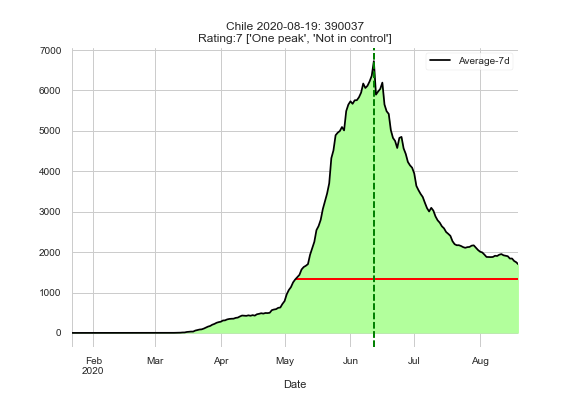 Chile 2020-08-19: 390037
Rating:7 ['One peak', 'Not in control']
7000
Average-7d
6000
5000
4000
3000
2000
1000
0
Feb Mar Apr May Jun Jul Aug
2020
Date